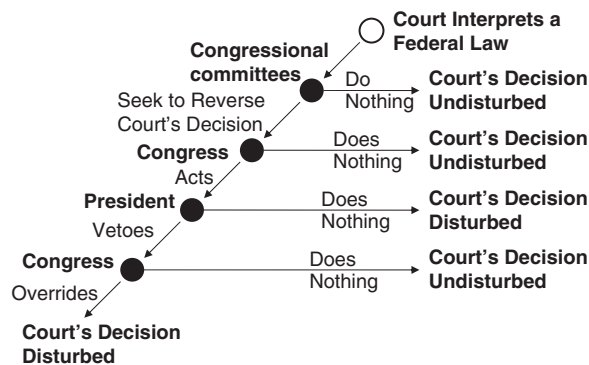 Court Interprets a
Federal Law
Congressional
committees
Do
Nothing
Court's Decision
Undisturbed
Seek to Reverse
Court's Decision
Congress
Does
Nothing
Court's Decision
Undisturbed
Acts
President
Does
Nothing
Court's Decision
Disturbed
Vetoes
Congress
Does
Nothing
Court's Decision
Undisturbed
Overrides
Court's Decision
Disturbed